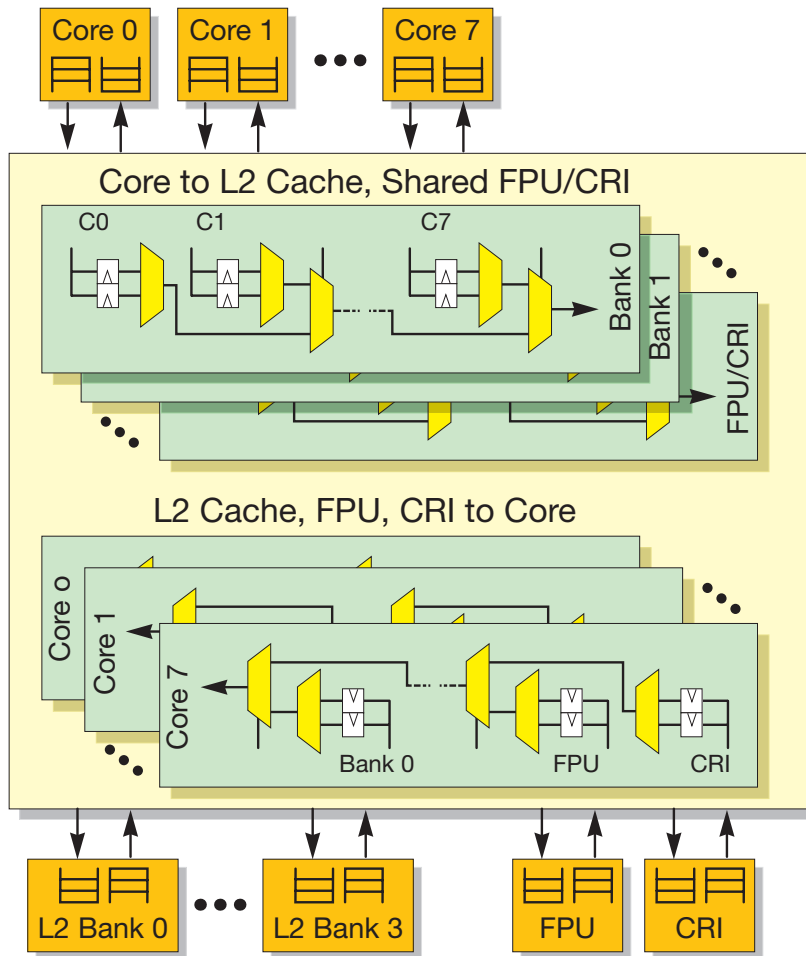 Core 0
Core 1
Core 7
Core to L2 Cache, Shared FPU/CRI
C0
C1
C7
Bank 0
Bank 1
FPU/CRI
L2 Cache, FPU, CRI to Core
Core o
Core 1
Core 7
Bank 0
FPU
CRI
L2 Bank 0
L2 Bank 3
FPU
CRI